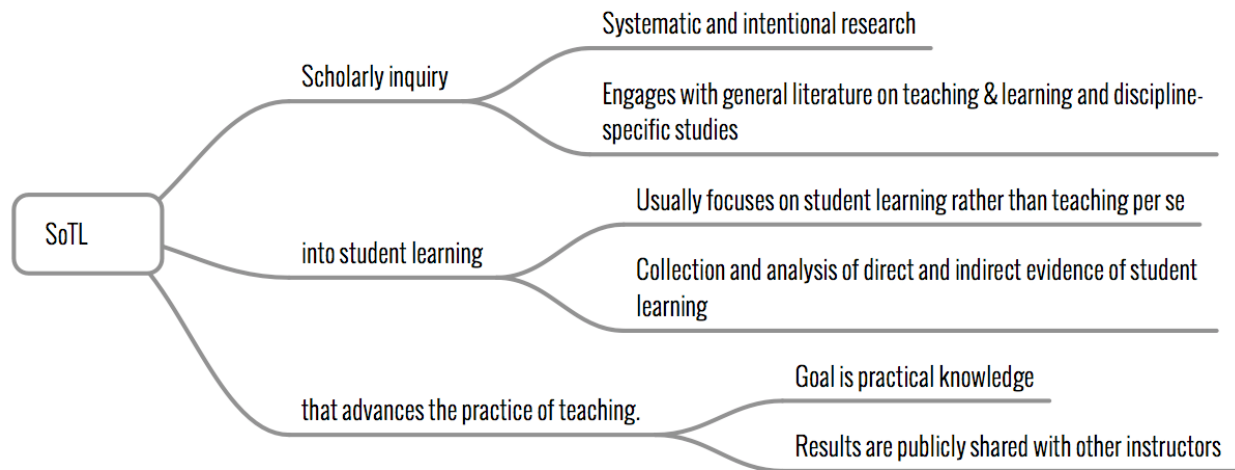 SoTL
Scholarly inquiry
Systematic and intentional research
Engages with general literature on teaching & learning and discipline-
specific studies
into student learning
Usually focuses on student learning rather than teaching per se
Collection and analysis of direct and indirect evidence of student
learning
that advances the practice of teaching.
Goal is practical knowledge
Results are publicly shared with other instructors